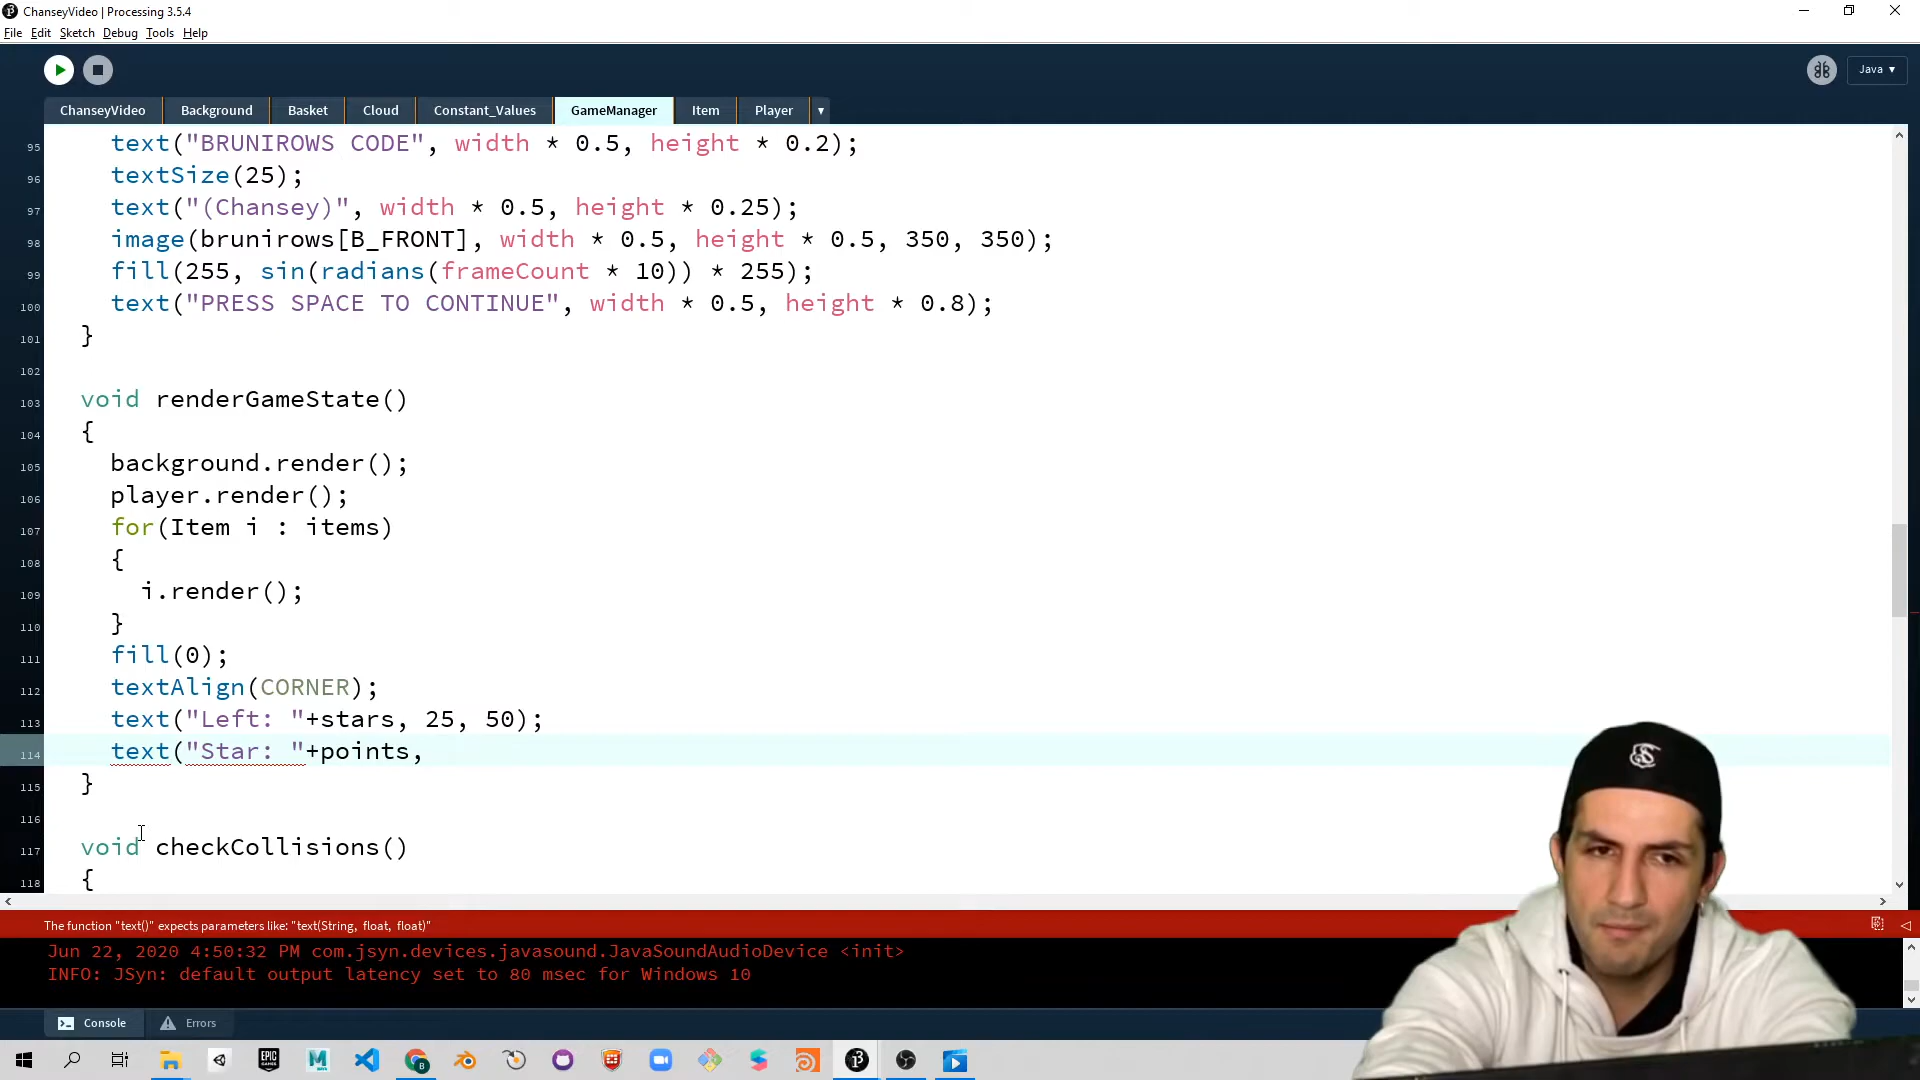 ChanseyVideo | Processing 3.5.4
File Edit Sketch Debug Tools Help
Java ▾
ChanseyVideo Background Basket Cloud Constant_Values GameManager Item Player ▾
95 text("BRUNIROWS CODE", width * 0.5, height * 0.2);
96 textSize(25);
97 text("(Chansey)", width * 0.5, height * 0.25);
98 image(brunirows[B_FRONT], width * 0.5, height * 0.5, 350, 350);
99 fill(255, sin(radians(frameCount * 10)) * 255);
100 text("PRESS SPACE TO CONTINUE", width * 0.5, height * 0.8);
101 }
102
103 void renderGameState()
104 {
105 background.render();
106 player.render();
107 for(Item i : items)
108 {
109 i.render();
110 }
111 fill(0);
112 textAlign(CORNER);
113 text("Left: "+stars, 25, 50);
114 text("Star: "+points,
115 }
116
117 void checkCollisions()
118 {
The function "text()" expects parameters like: "text(String, float, float)"
Jun 22, 2020 4:50:32 PM com.jsyn.devices.javasound.JavaSoundAudioDevice <init>
INFO: JSyn: default output latency set to 80 msec for Windows 10
Console Errors